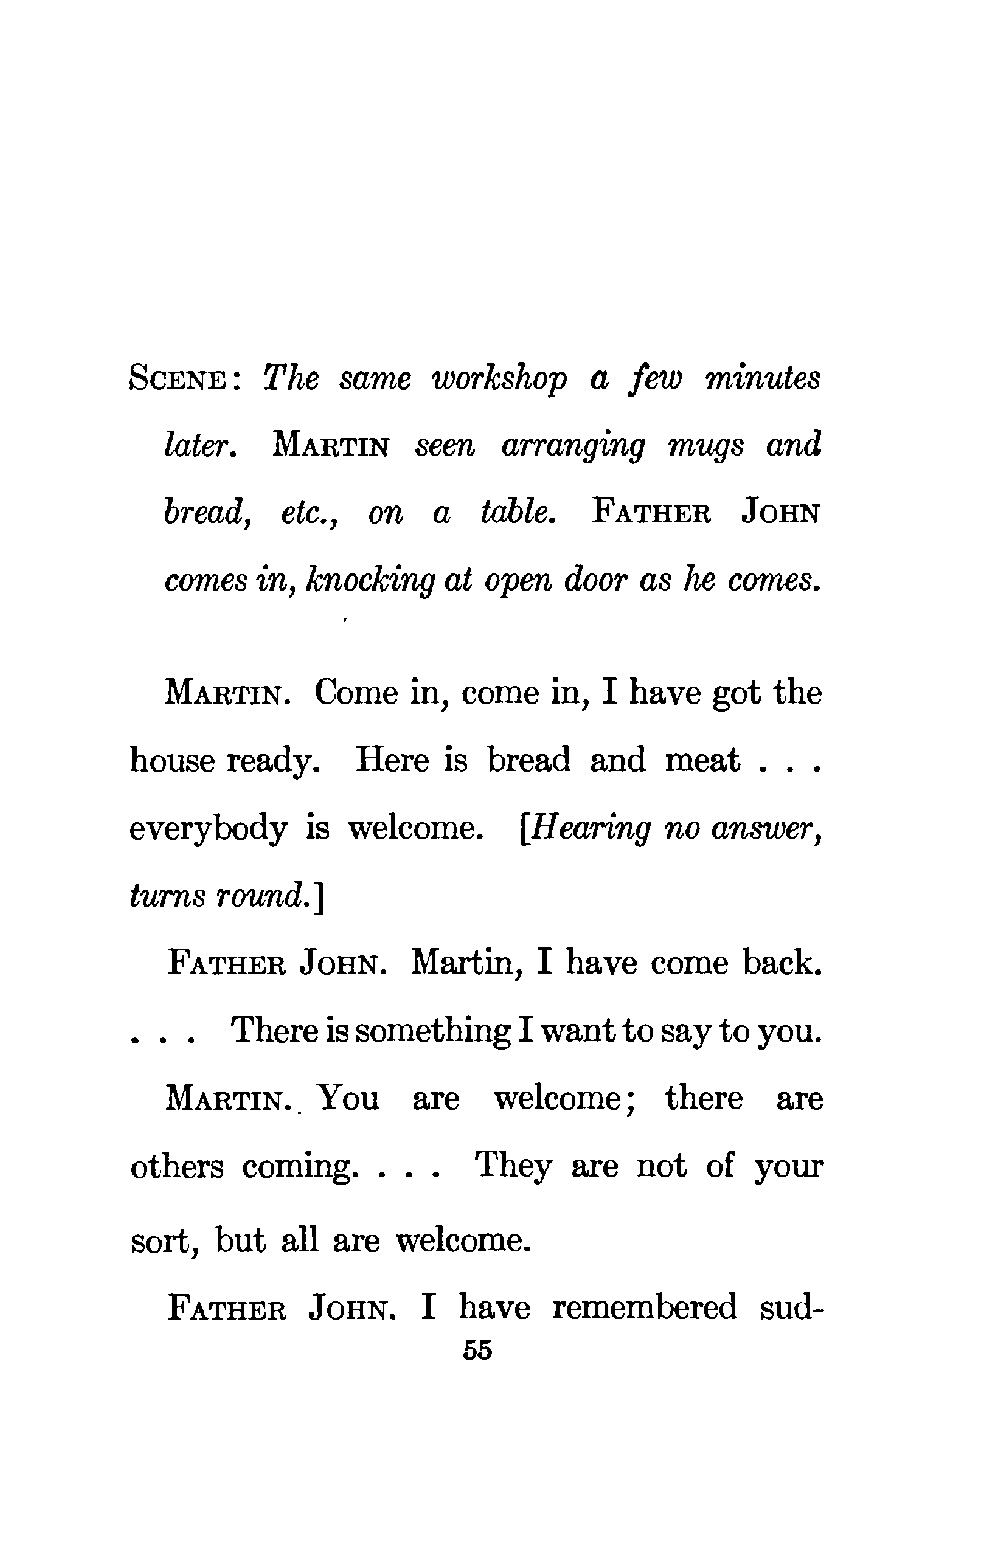 SCENE: The same workshop a few minutes
later. MARTIN seen arranging mugs and
bread, etc., on a table. FATHER JOHN
comes in, knocking at open door as he comes.
MARTIN. Come in, come in, I have got the
house ready. Here is bread and meat . . .
everybody is welcome. [Hearing no answer,
turns round.]
FATHER JOHN. Martin, I have come back.
. . . There is something I want to say to you.
MARTIN. You are welcome; there are
others coming. . . . They are not of your
sort, but all are welcome.
FATHER JOHN. I have remembered sud-
55